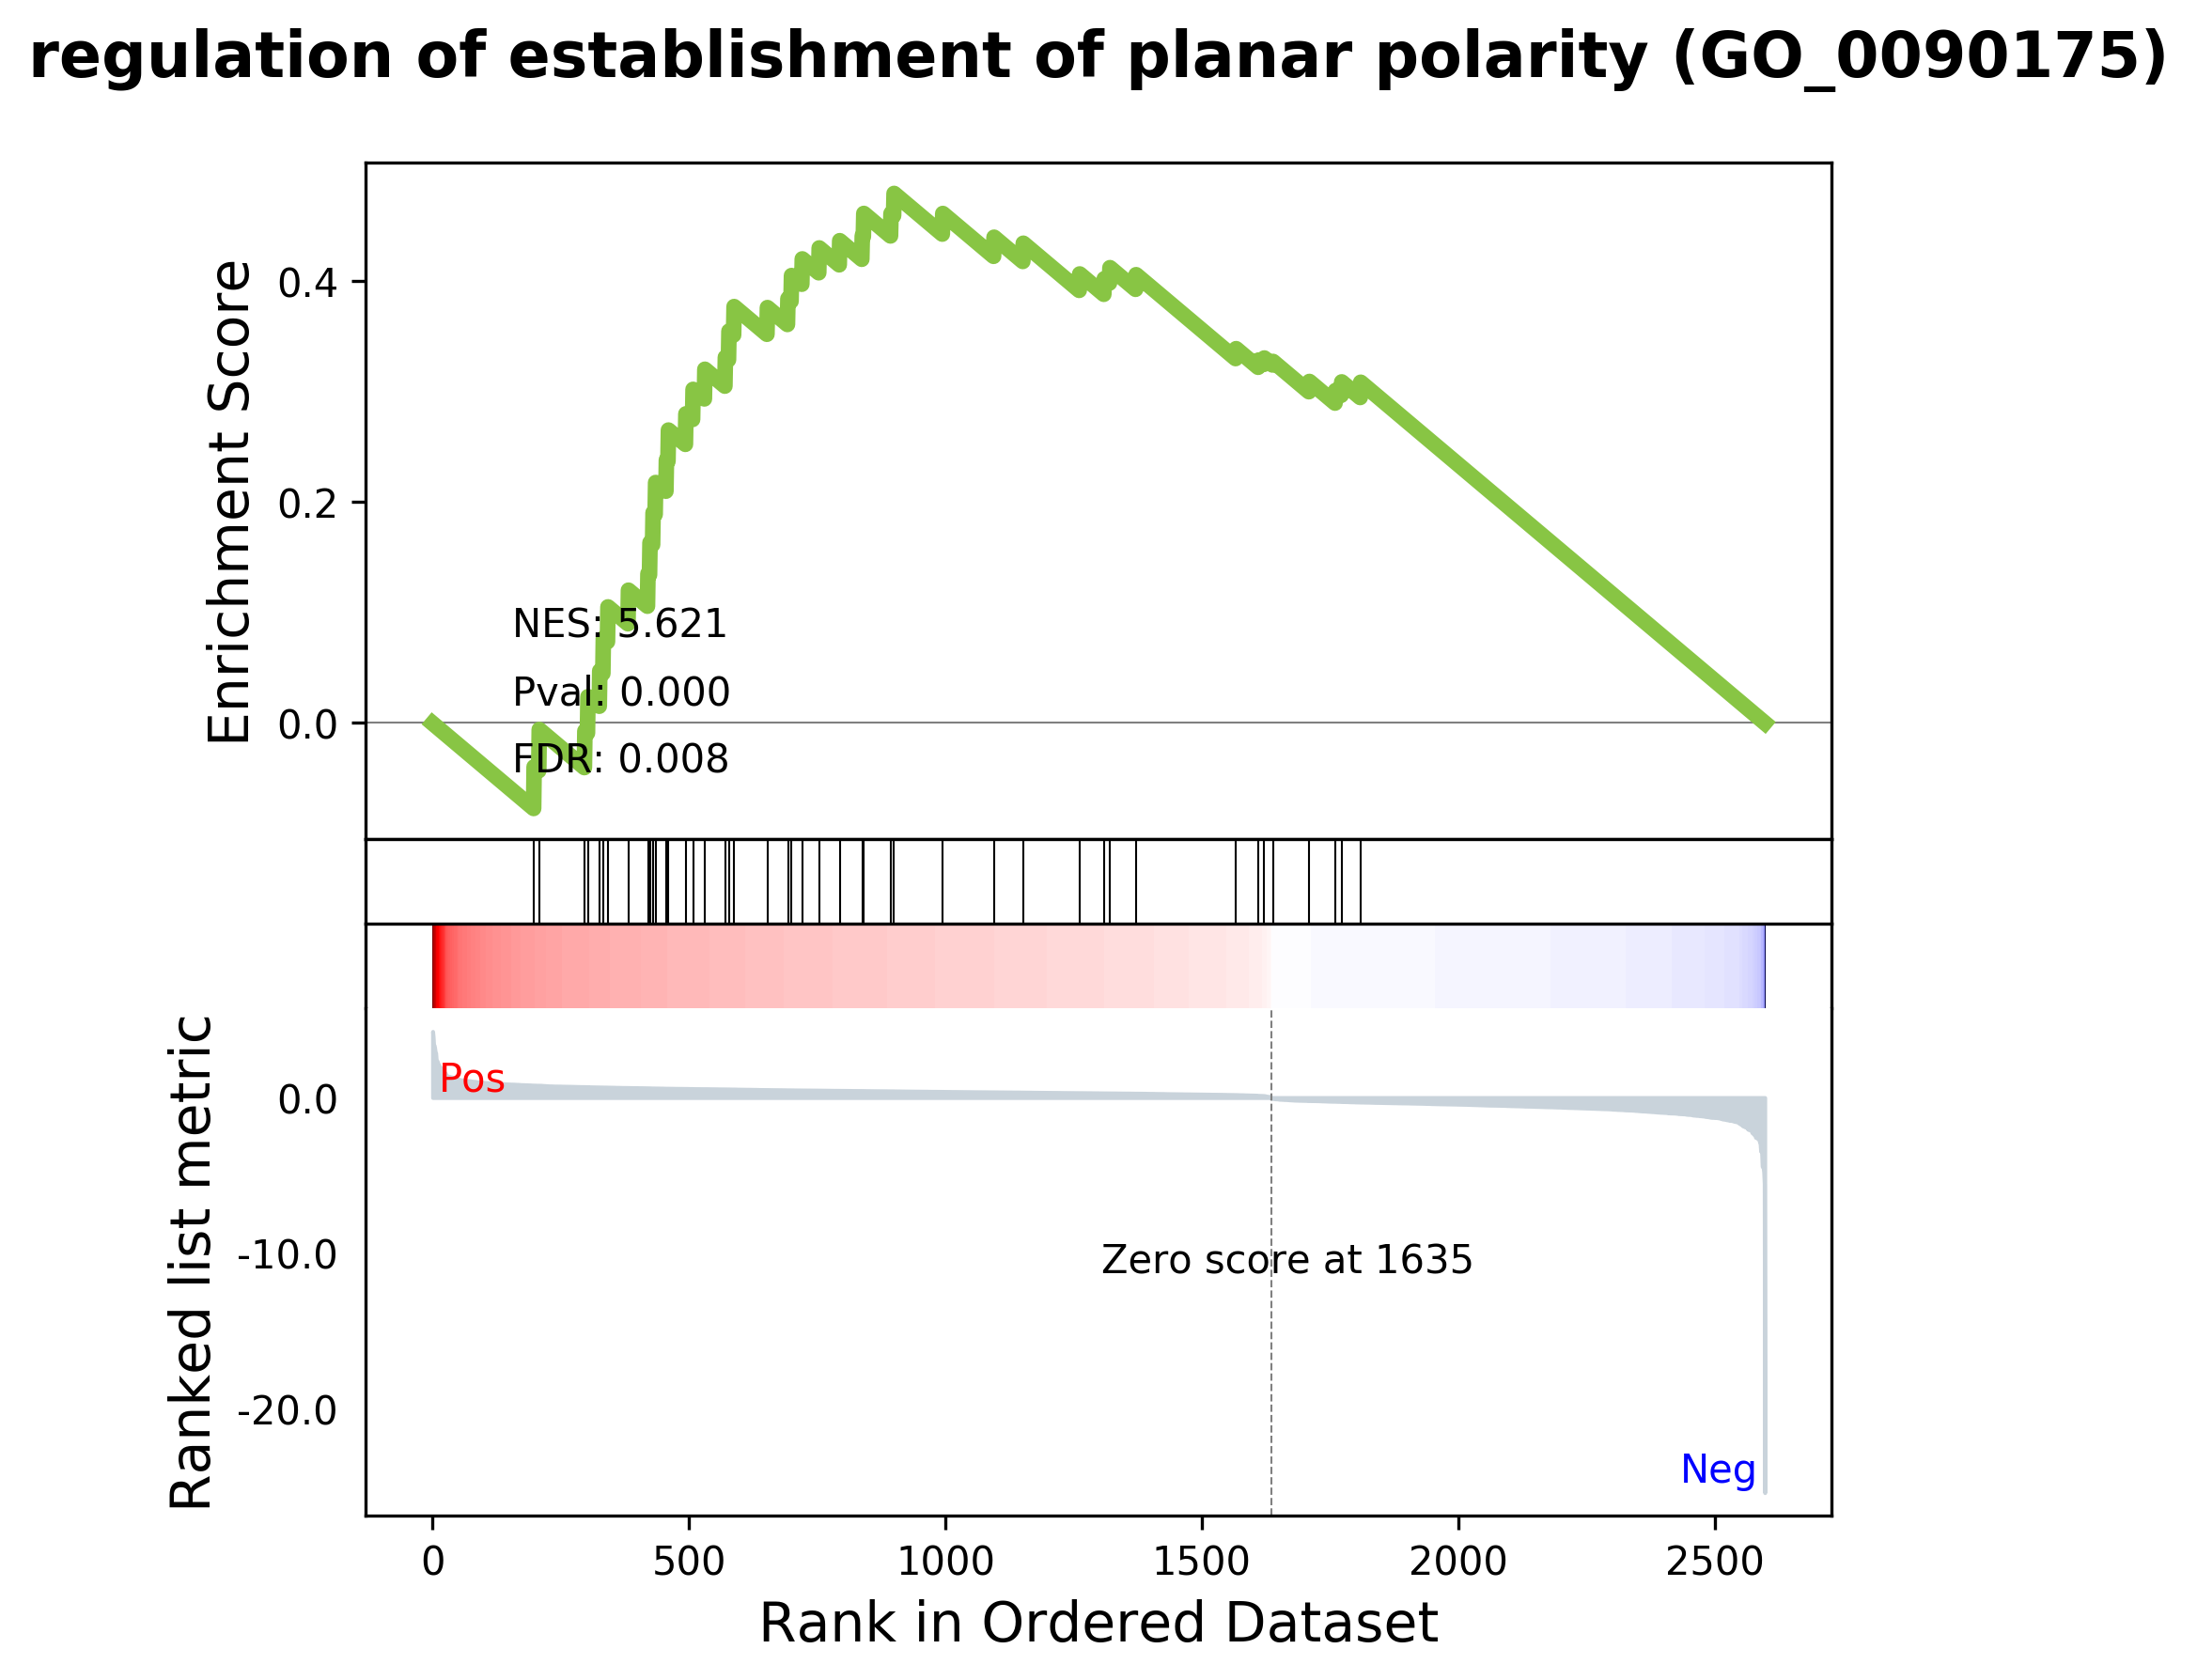 regulation of establishment of planar polarity (GO_0090175)
Enrichment Score
0.4
0.2
0.0
NES: 5.621
Pval: 0.000
FDR: 0.008
Ranked list metric
0.0
-10.0
-20.0
Pos
Zero score at 1635
Neg
0 500 1000 1500 2000 2500
Rank in Ordered Dataset